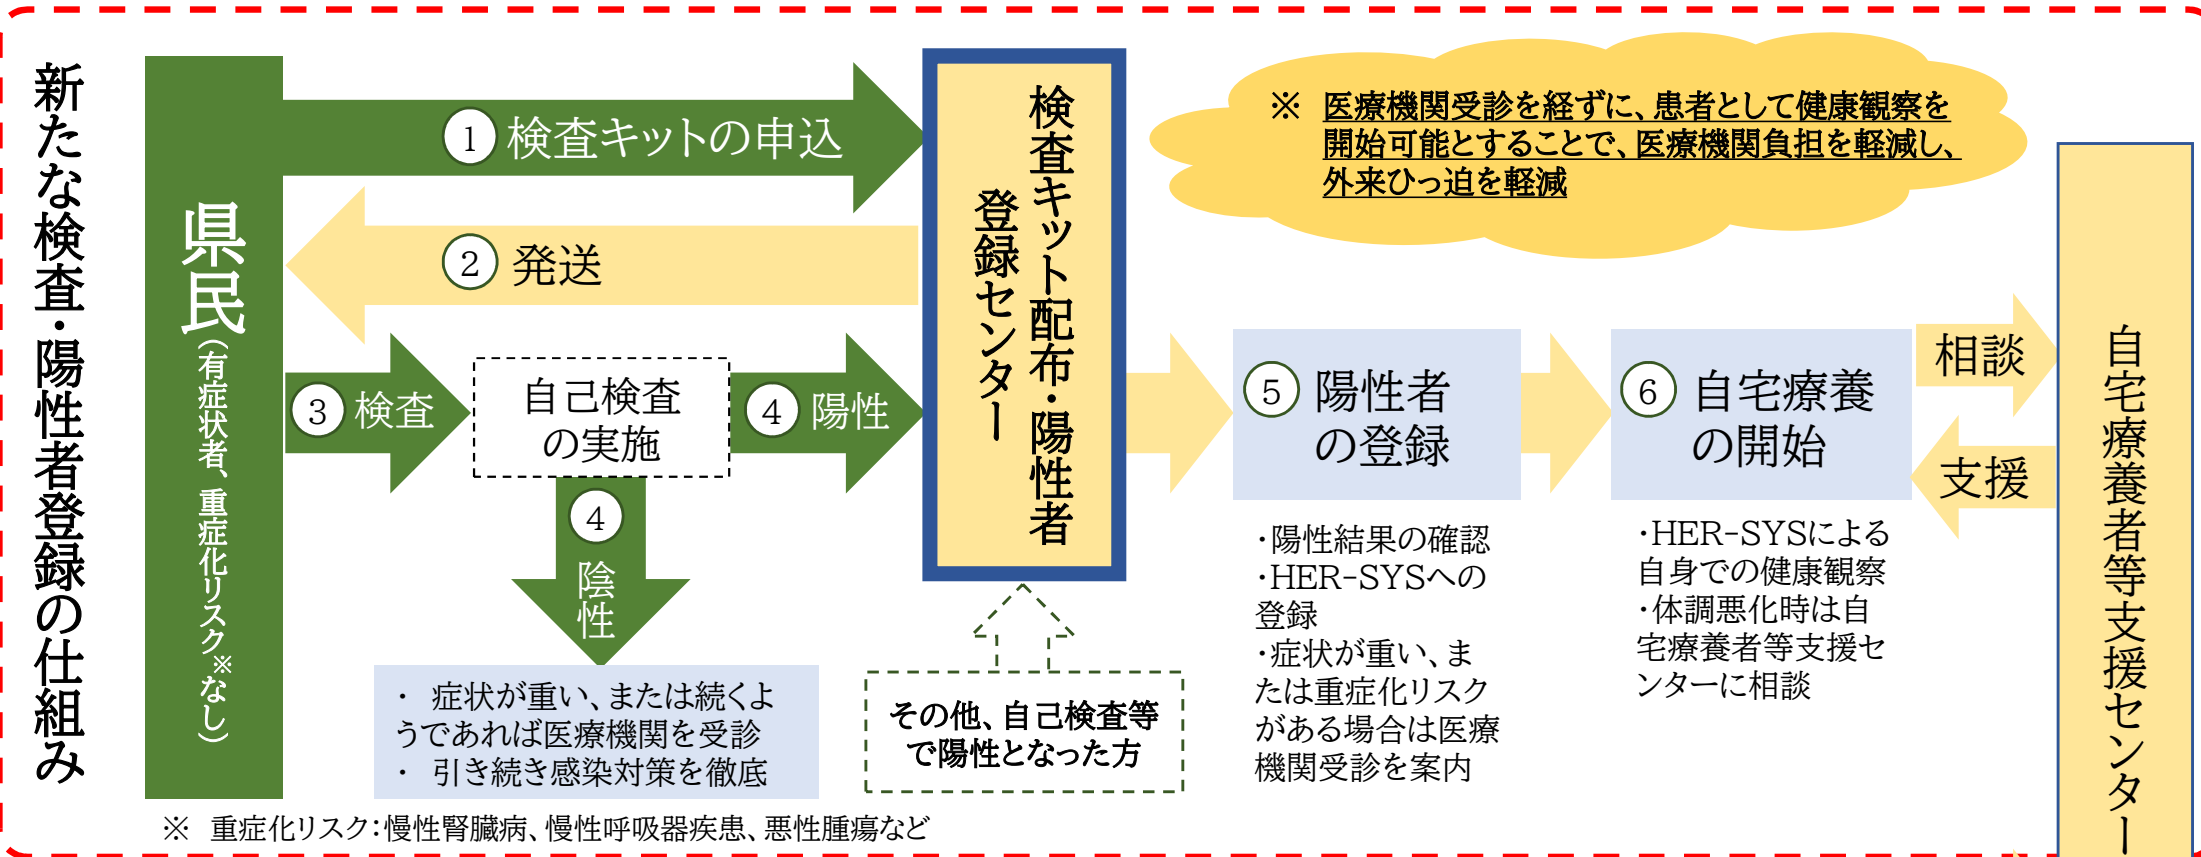 新たな検査・陽性者登録の仕組み
県民
（有症状者、重症化リスク※なし）
① 検査キットの申込
② 発送
③ 検査
自己検査
の実施
④ 陽性
④
陰性
・ 症状が重い、または続くよ
うであれば医療機関を受診
・ 引き続き感染対策を徹底
検査キット配布・陽性者
登録センター
その他、自己検査等
で陽性となった方
※ 医療機関受診を経ずに、患者として健康観察を
開始可能とすることで、医療機関負担を軽減し、
外来ひっ迫を軽減
⑤ 陽性者
の登録
・陽性結果の確認
・HER-SYSへの
登録
・症状が重い、ま
たは重症化リスク
がある場合は医療
機関受診を案内
⑥ 自宅療養
の開始
・HER-SYSによる
自身での健康観察
・体調悪化時は自
宅療養者等支援セ
ンターに相談
相談
支援
自宅療養者等支援センター
※ 重症化リスク：慢性腎臓病、慢性呼吸器疾患、悪性腫瘍など